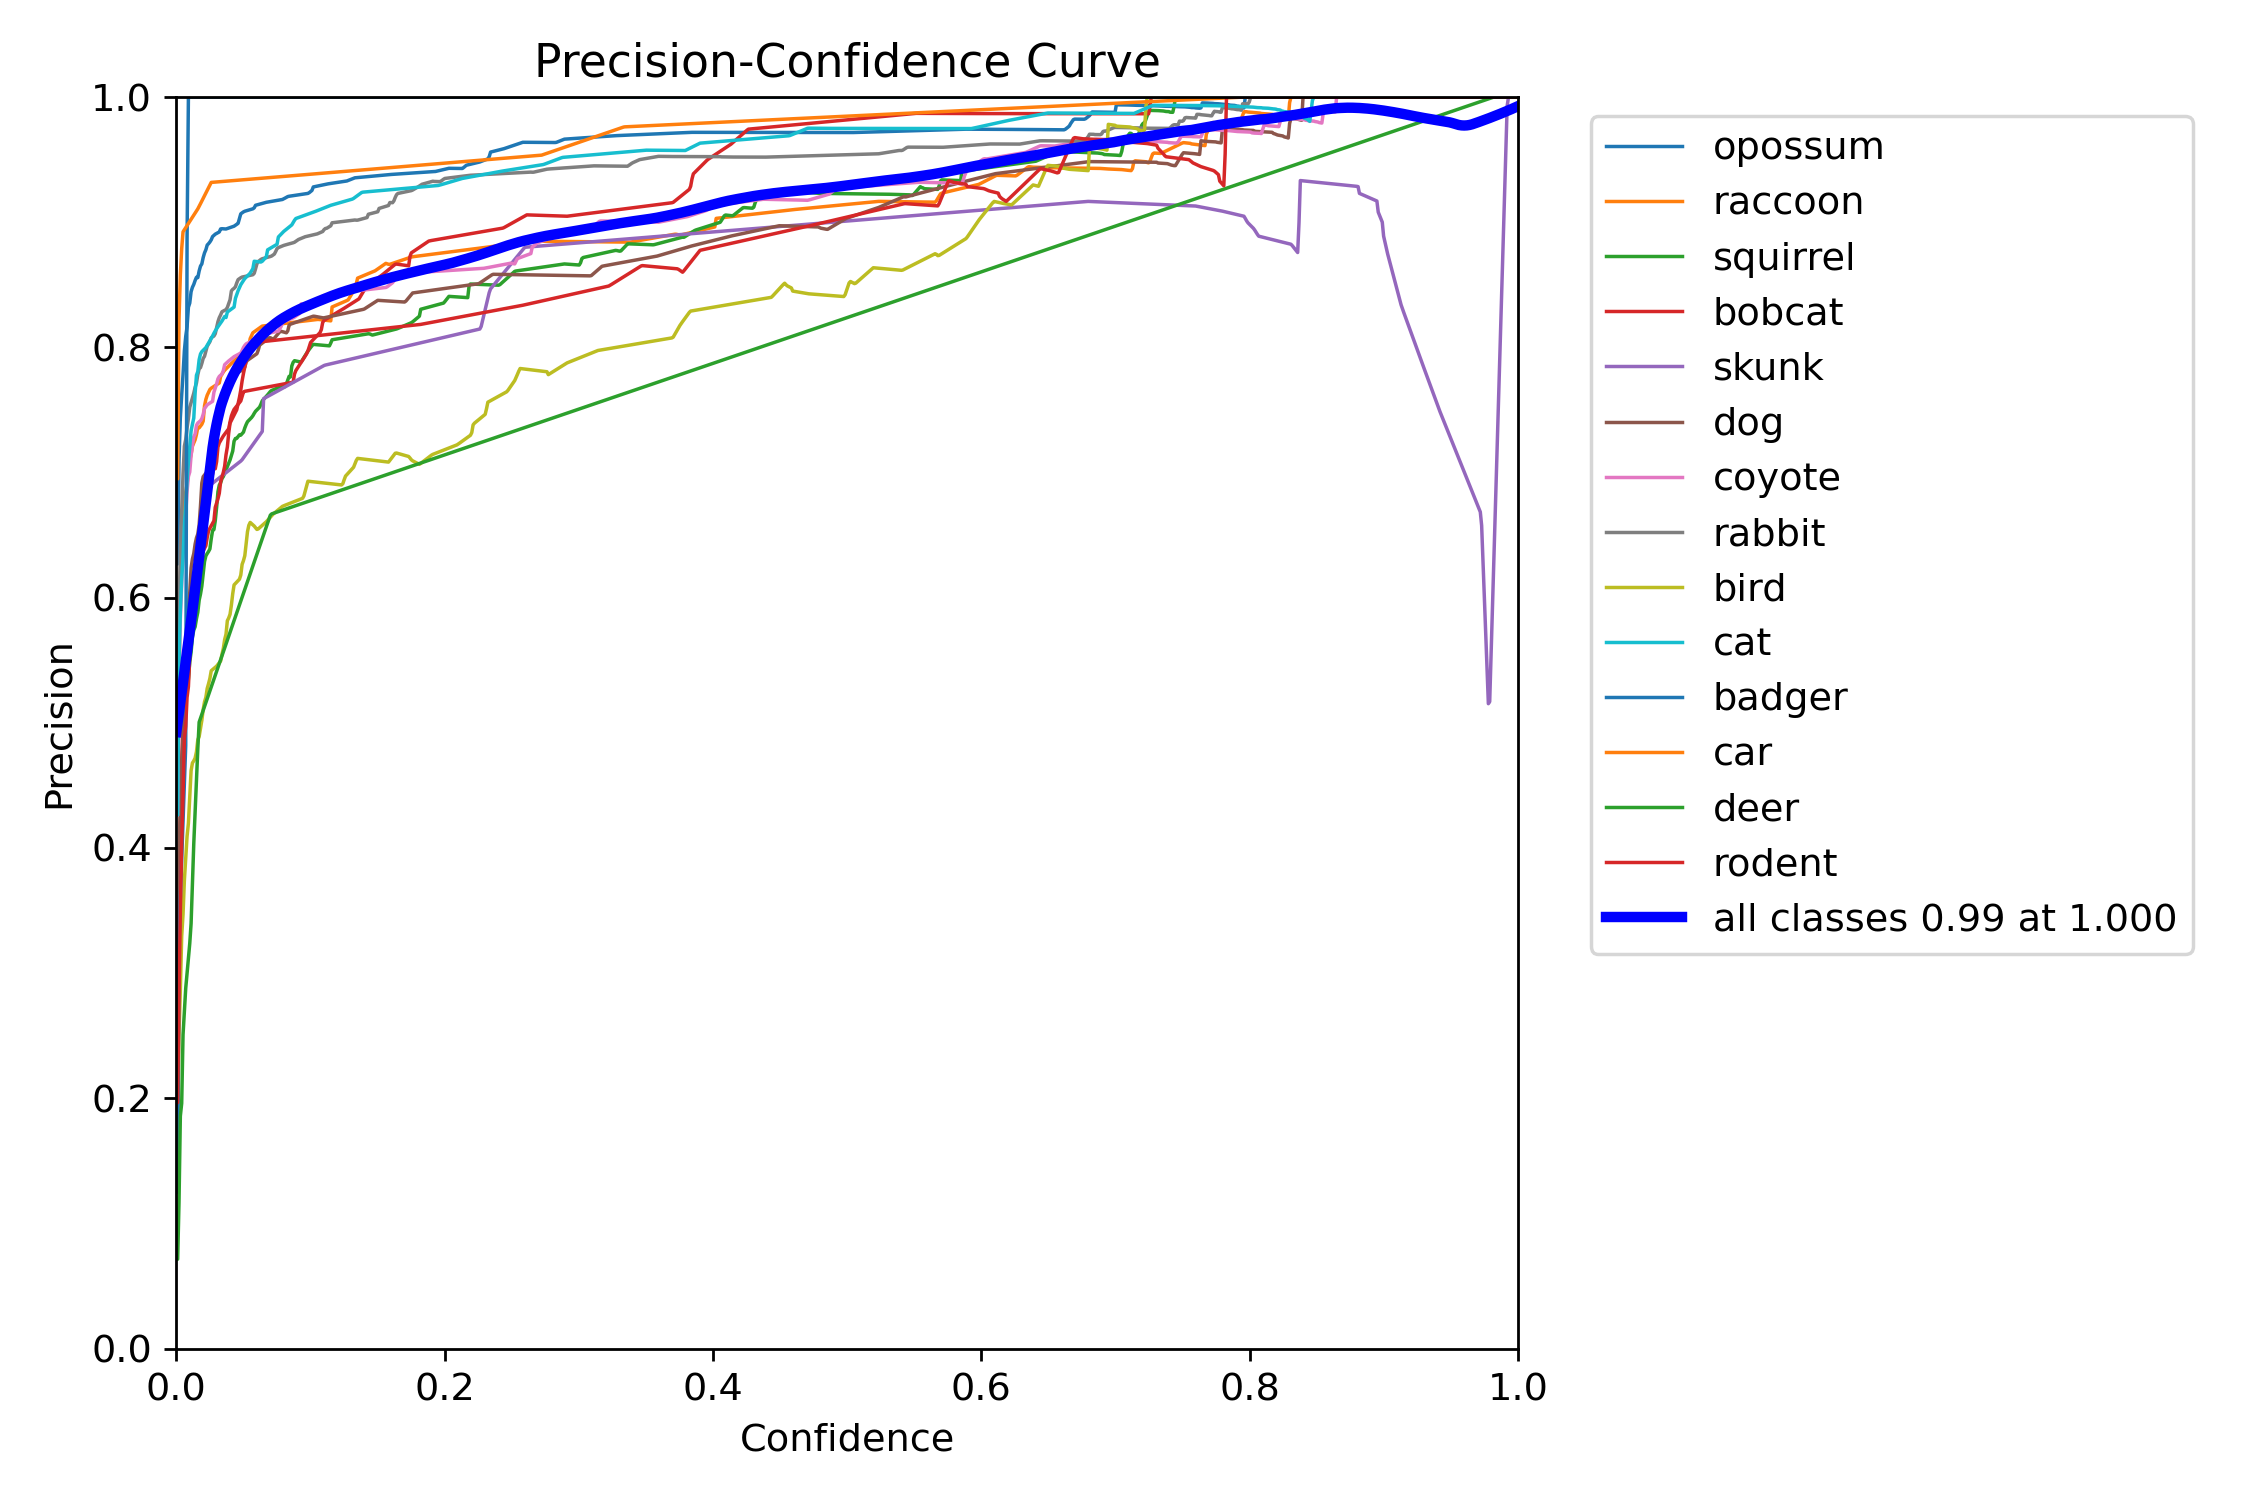 Precision-Confidence Curve
1.0
0.8
0.6
0.4
0.2
0.0
Precision
0.0 0.2 0.4 0.6 0.8 1.0
Confidence
opossum
raccoon
squirrel
bobcat
skunk
dog
coyote
rabbit
bird
cat
badger
car
deer
rodent
all classes 0.99 at 1.000